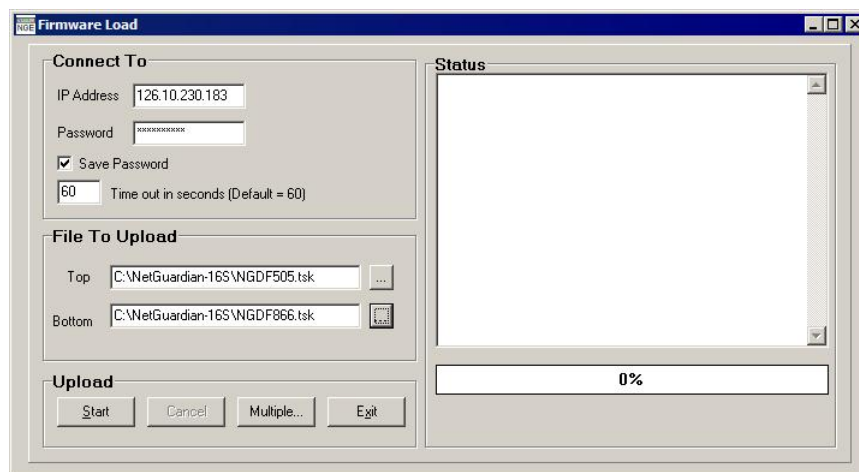 NGE Firmware Load
Connect To
IP Address 126.10.230.183
Password **********
Save Password
60 Time out in seconds (Default = 60)
File To Upload
Top C:\NetGuardian-16S\NGDF505.tsk ...
Bottom C:\NetGuardian-16S\NGDF866.tsk ...
Upload
Start Cancel Multiple... Exit
Status
0%